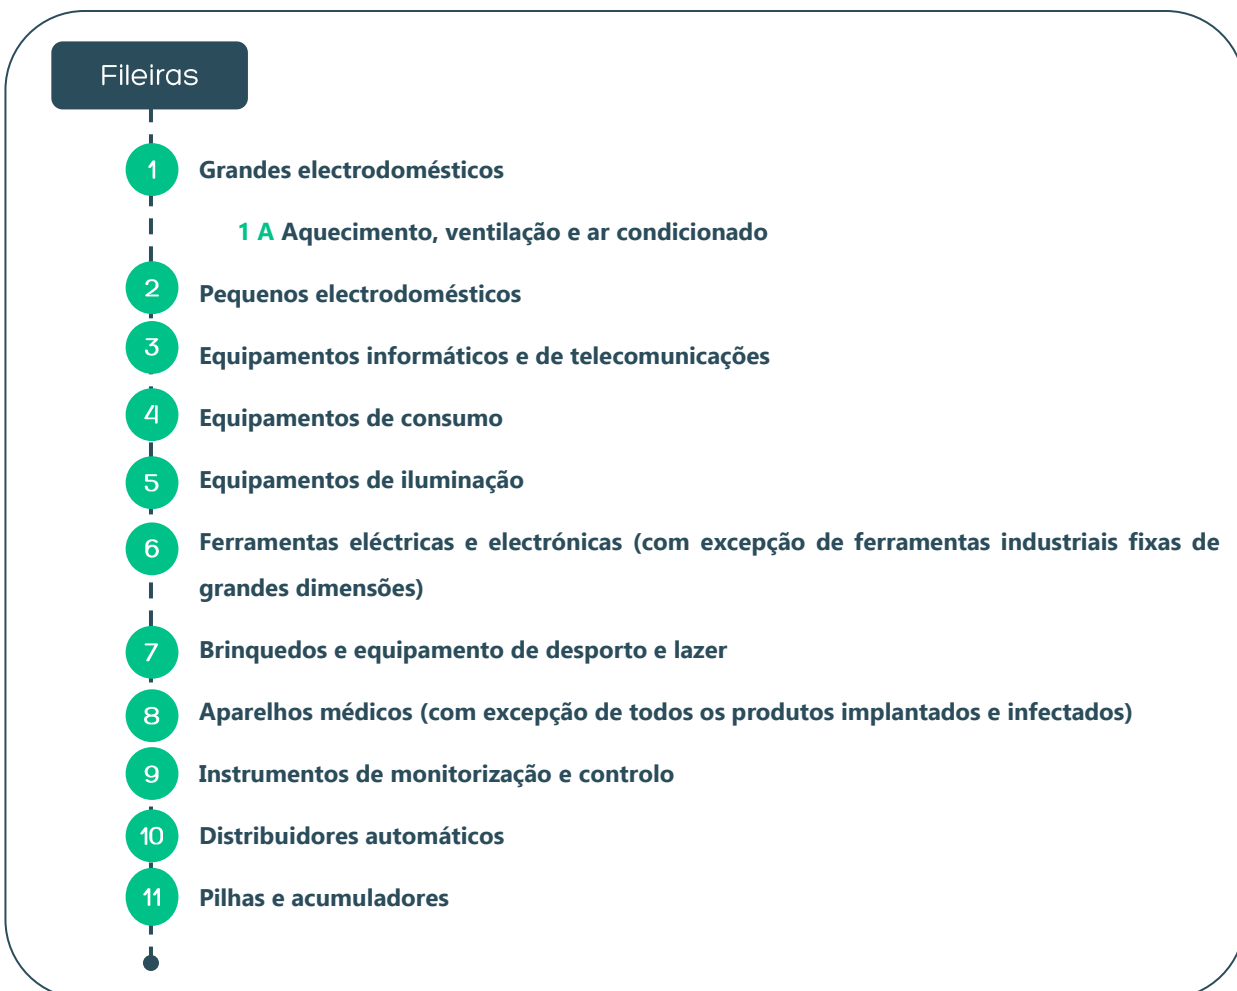 Fileiras
1 Grandes electrodomésticos
1 A Aquecimento, ventilação e ar condicionado
2 Pequenos electrodomésticos
3 Equipamentos informáticos e de telecomunicações
4 Equipamentos de consumo
5 Equipamentos de iluminação
6 Ferramentas eléctricas e electrónicas (com excepção de ferramentas industriais fixas de
grandes dimensões)
7 Brinquedos e equipamento de desporto e lazer
8 Aparelhos médicos (com excepção de todos os produtos implantados e infectados)
9 Instrumentos de monitorização e controlo
10 Distribuidores automáticos
11 Pilhas e acumuladores